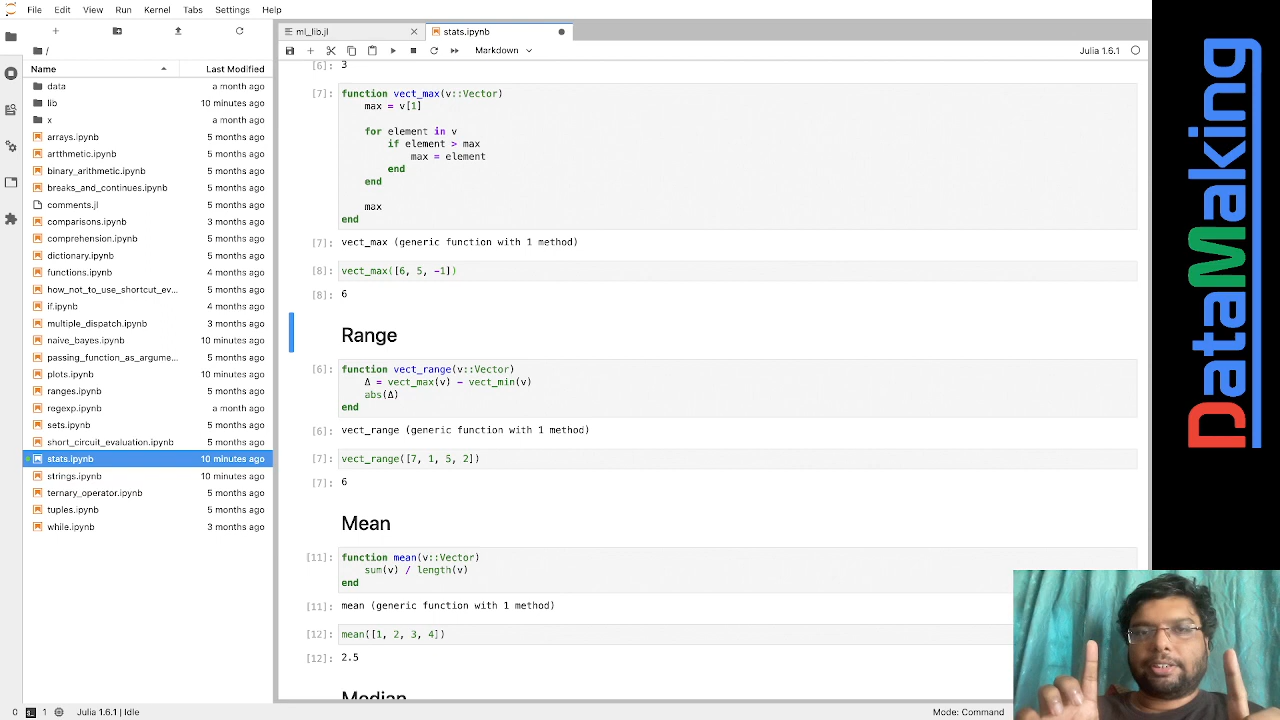 File Edit View Run Kernel Tabs Settings Help
ml_lib.jl
stats.ipynb
Markdown
Julia 1.6.1
/
Name Last Modified
data a month ago
lib 10 minutes ago
x a month ago
arrays.ipynb 5 months ago
artthmetic.ipynb 5 months ago
binary_arithmetic.ipynb 5 months ago
breaks_and_continues.ipynb 5 months ago
comments.jl 5 months ago
comparisons.ipynb 3 months ago
comprehension.ipynb 5 months ago
dictionary.ipynb 5 months ago
functions.ipynb 4 months ago
how_not_to_use_shortcut_ev... 5 months ago
if.ipynb 4 months ago
multiple_dispatch.ipynb 3 months ago
naive_bayes.ipynb 10 minutes ago
passing_function_as_argume... 5 months ago
plots.ipynb 10 minutes ago
ranges.ipynb 5 months ago
regexp.ipynb a month ago
sets.ipynb 5 months ago
short_circuit_evaluation.ipynb 5 months ago
stats.ipynb 10 minutes ago
strings.ipynb 10 minutes ago
ternary_operator.ipynb 5 months ago
tuples.ipynb 5 months ago
while.ipynb 3 months ago
[6]: 3
[7]: function vect_max(v::Vector)
max = v[1]
for element in v
if element > max
max = element
end
end
max
end
[7]: vect_max (generic function with 1 method)
[8]: vect_max([6, 5, -1])
[8]: 6
Range
[6]: function vect_range(v::Vector)
Δ = vect_max(v) - vect_min(v)
abs(Δ)
end
[6]: vect_range (generic function with 1 method)
[7]: vect_range([7, 1, 5, 2])
[7]: 6
Mean
[11]: function mean(v::Vector)
sum(v) / length(v)
end
[11]: mean (generic function with 1 method)
[12]: mean([1, 2, 3, 4])
[12]: 2.5
Median
0 1 Julia 1.6.1 | Idle
Mode: Command
DataMaking